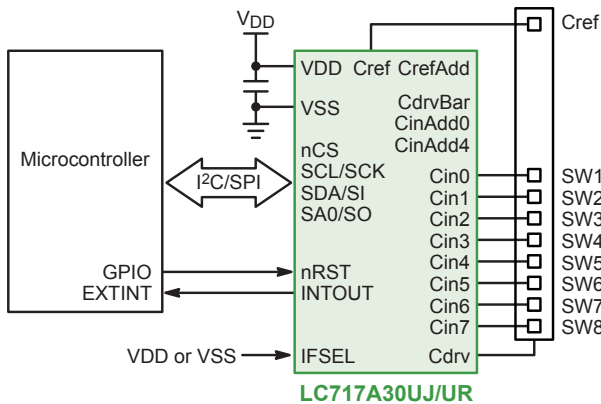 VDD
Cref
VDD Cref CrefAdd
VSS
CdrvBar
CinAdd0
CinAdd4
Microcontroller
I2C/SPI
nCS
SCL/SCK
SDA/SI
SA0/SO
Cin0 SW1
Cin1 SW2
Cin2 SW3
Cin3 SW4
Cin4 SW5
Cin5 SW6
Cin6 SW7
Cin7 SW8
GPIO nRST
EXTINT INTOUT
VDD or VSS IFSEL Cdrv
LC717A30UJ/UR